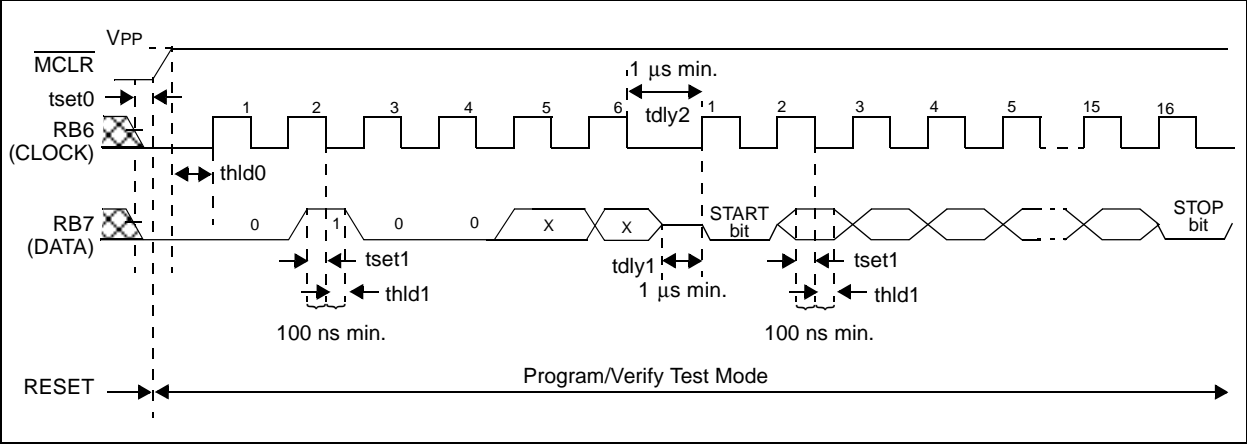 VPP
MCLR
1 μs min.
tset0
1 2 3 4 5 6 tdly2 1 2 3 4 5 15 16
RB6
(CLOCK)
thld0
RB7
(DATA)
0 1 0 0 X X START
bit
STOP
bit
tset1 tdly1 tset1
thld1 1 μs min. thld1
100 ns min. 100 ns min.
RESET Program/Verify Test Mode